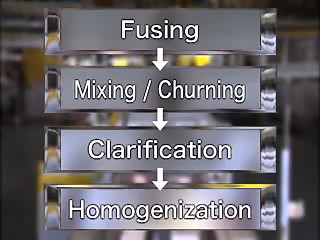 Fusing
Mixing / Churning
Clarification
Homogenization